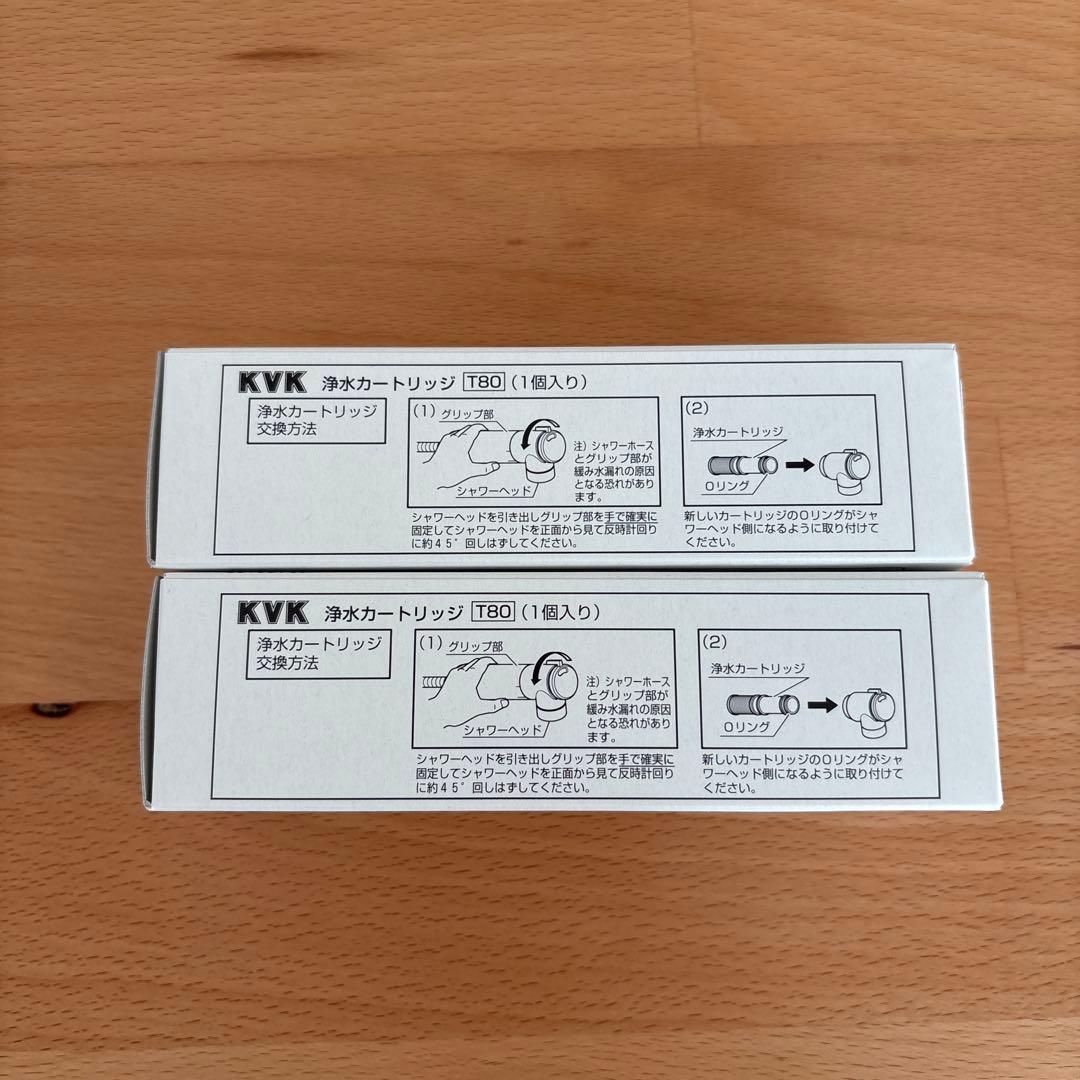 KVK 浄水カートリッジ T80 (1個入り)
浄水カートリッジ
交換方法
(1) グリップ部
シャワーヘッド
注) シャワーホース
とグリップ部が
緩み水漏れの原因
となる恐れがあり
ます。
シャワーヘッドを引き出しグリップ部を手で確実に
固定してシャワーヘッドを正面から見て反時計回り
に約45°回しはずしてください。
(2)
浄水カートリッジ
Oリング
新しいカートリッジのOリングがシャ
ワーヘッド側になるように取り付けて
ください。
KVK 浄水カートリッジ T80 (1個入り)
浄水カートリッジ
交換方法
(1) グリップ部
シャワーヘッド
注) シャワーホース
とグリップ部が
緩み水漏れの原因
となる恐れがあり
ます。
シャワーヘッドを引き出しグリップ部を手で確実に
固定してシャワーヘッドを正面から見て反時計回り
に約45°回しはずしてください。
(2)
浄水カートリッジ
Oリング
新しいカートリッジのOリングがシャ
ワーヘッド側になるように取り付けて
ください。